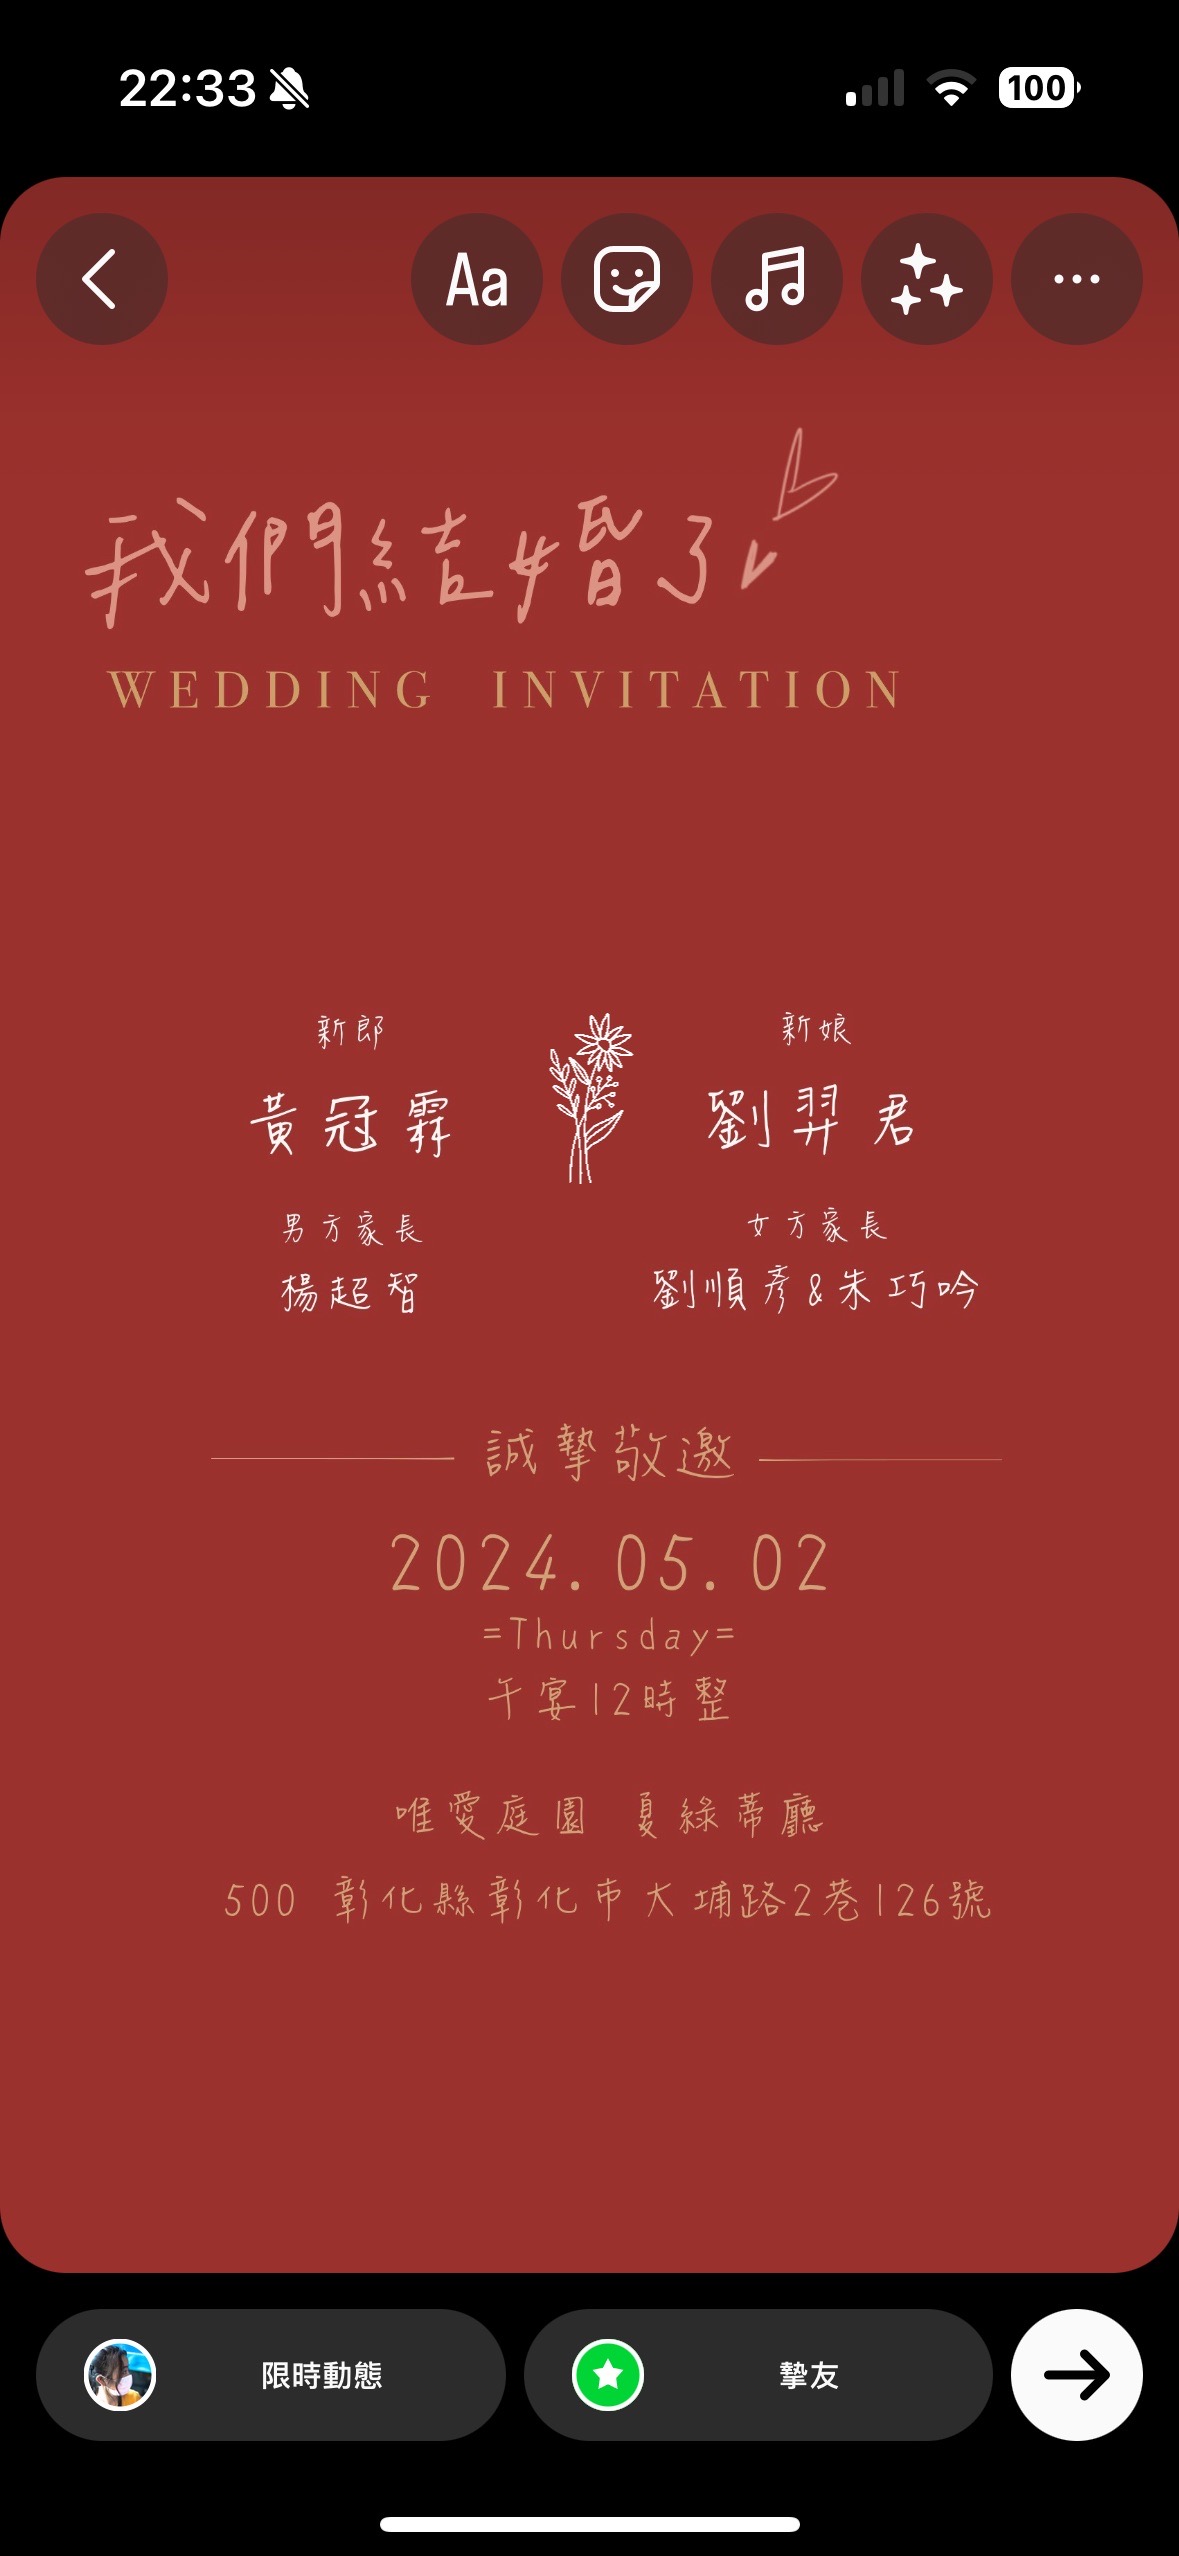 22:33
100
Aa
我們結婚了
WEDDING INVITATION
新郎
新娘
黃冠霖
劉羿君
男方家長
女方家長
楊超智
劉順彥&朱巧吟
誠摯敬邀
2024.05.02
=Thursday=
午宴12時整
唯愛庭園 夏綠蒂廳
500 彰化縣彰化市大埔路2巷126號
限時動態
摯友